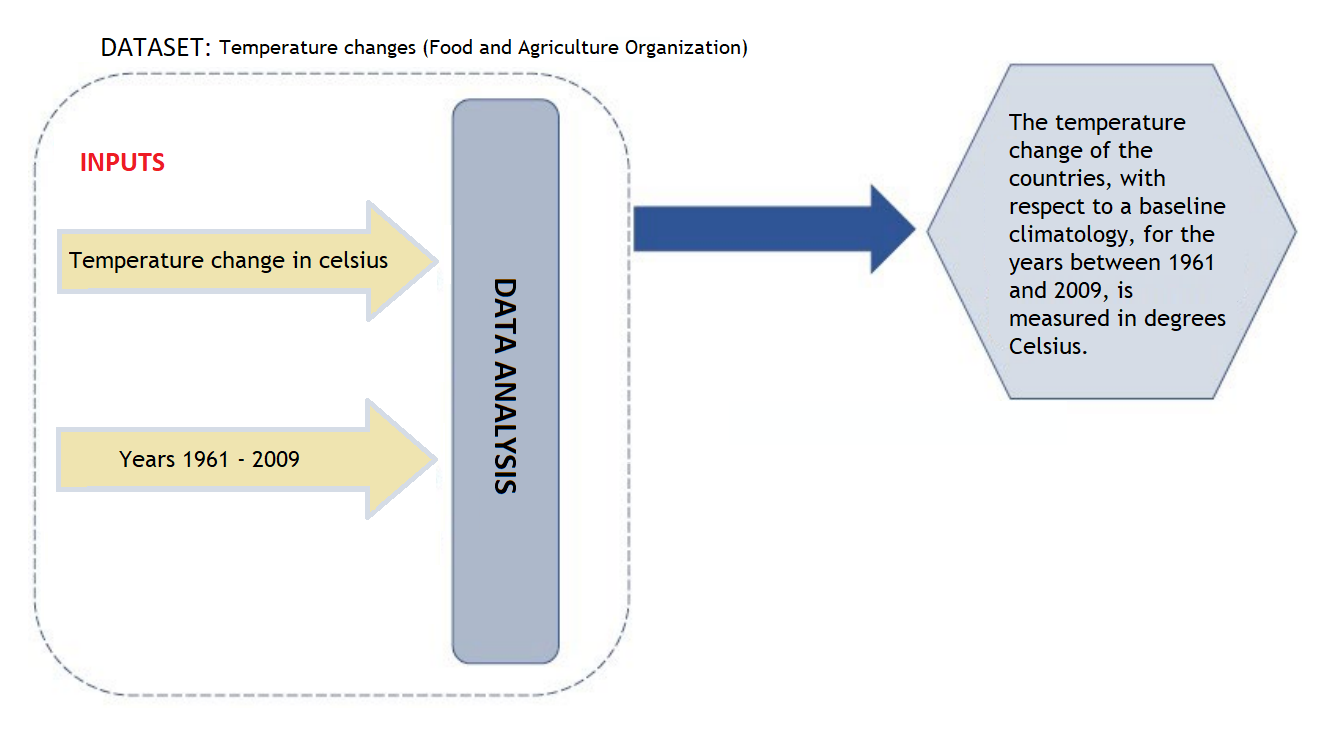 DATASET: Temperature changes (Food and Agriculture Organization)
INPUTS
Temperature change in celsius
Years 1961 - 2009
DATA ANALYSIS
The temperature
change of the
countries, with
respect to a baseline
climatology, for the
years between 1961
and 2009, is
measured in degrees
Celsius.